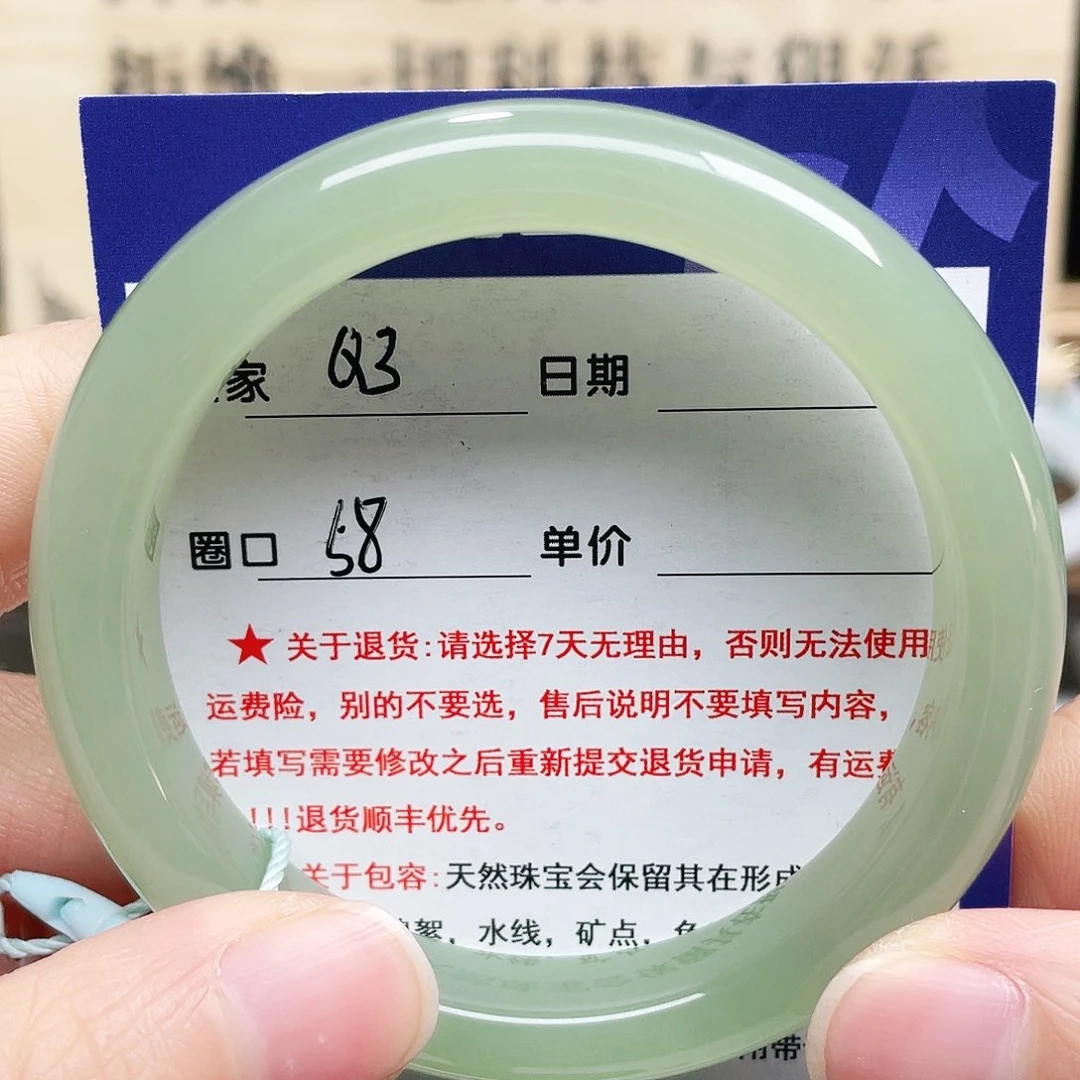 家 Q3 日期
圈口 58 单价
★关于退货:请选择7天无理由，否则无法使用
运费险，别的不要选，售后说明不要填写内容，
若填写需要修改之后重新提交退货申请，有运费
!!!退货顺丰优先。
关于包容:天然珠宝会保留其在形成
絮，水线，矿点，色